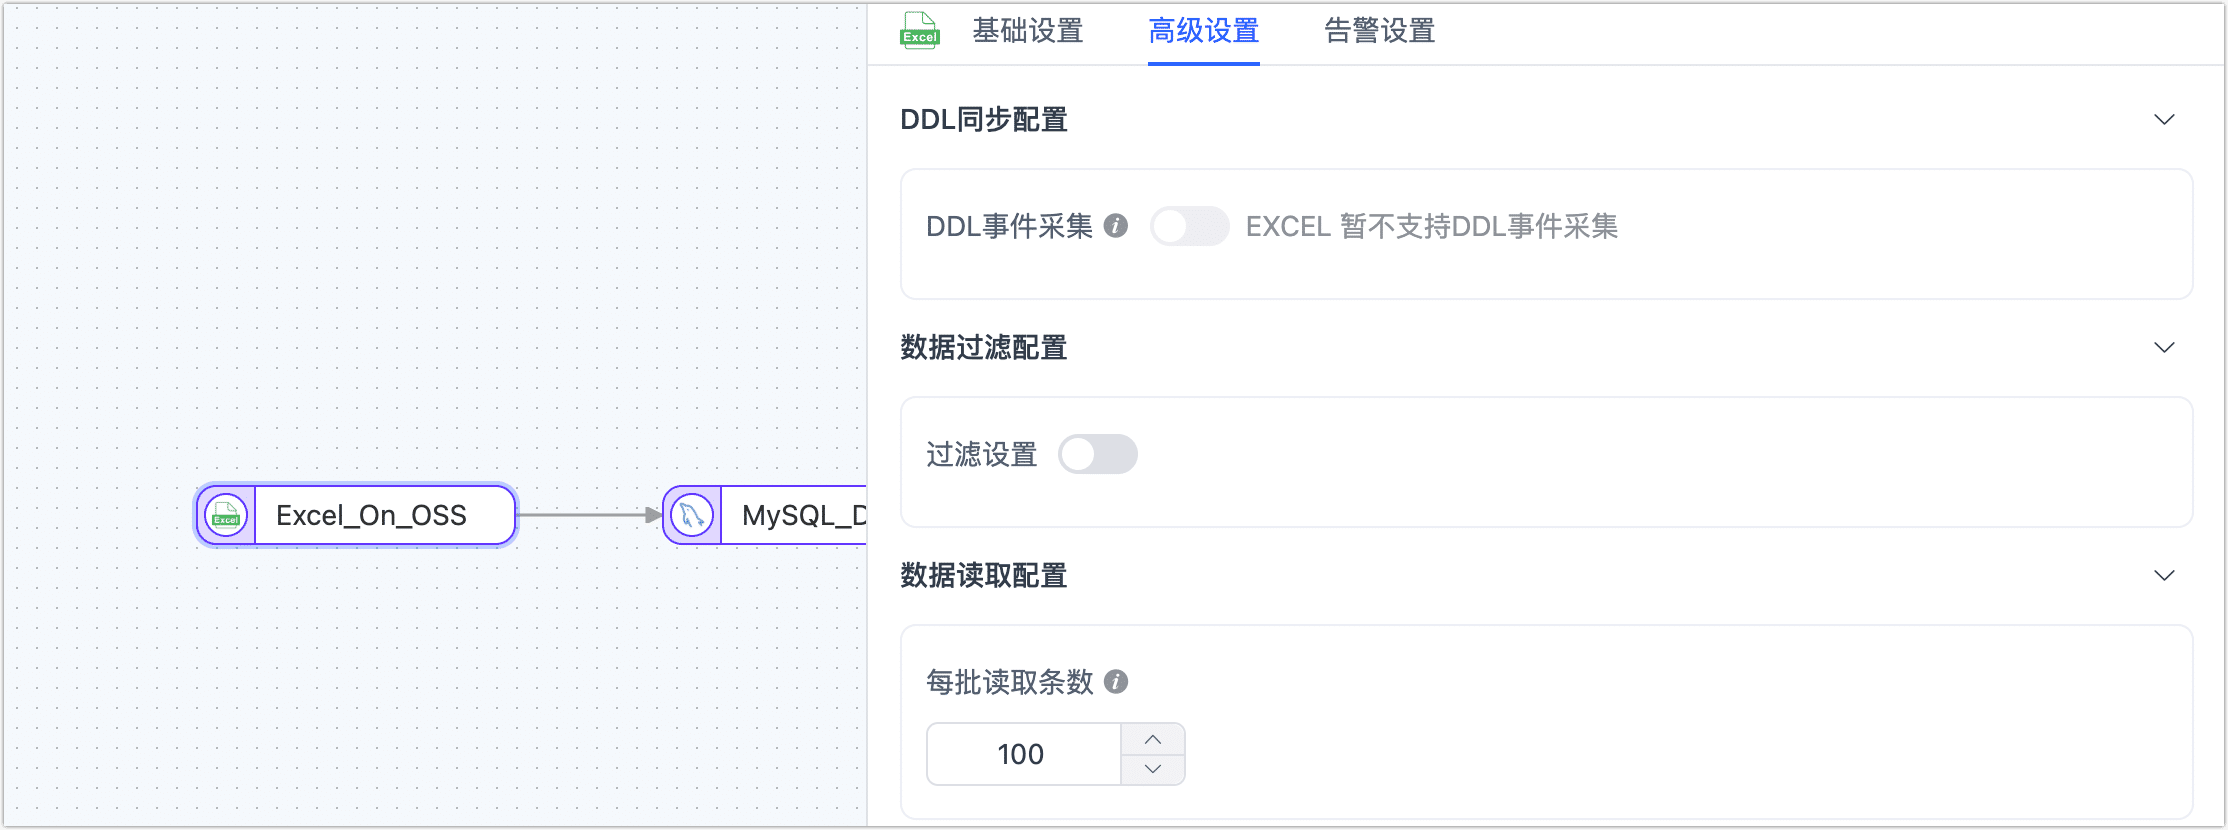 Excel
基础设置
高级设置
告警设置
DDL同步配置
DDL事件采集
EXCEL 暂不支持DDL事件采集
数据过滤配置
过滤设置
Excel
Excel_On_OSS
MySQL_D
数据读取配置
每批读取条数
100